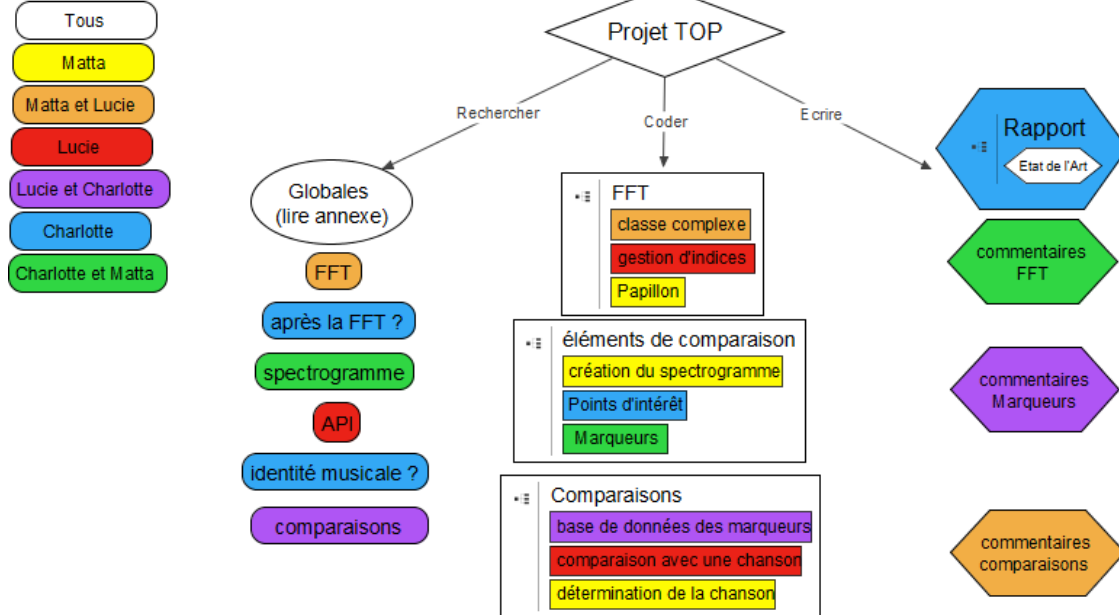 Tous
Matta
Matta et Lucie
Lucie
Lucie et Charlotte
Charlotte
Charlotte et Matta
Projet TOP
Rechercher
Coder
Ecrire
Globales
(lire annexe)
FFT
après la FFT ?
spectrogramme
API
identité musicale ?
comparaisons
FFT
classe complexe
gestion d'indices
Papillon
éléments de comparaison
création du spectrogramme
Points d'intérêt
Marqueurs
Comparaisons
base de données des marqueurs
comparaison avec une chanson
détermination de la chanson
Rapport
Etat de l'Art
commentaires
FFT
commentaires
Marqueurs
commentaires
comparaisons